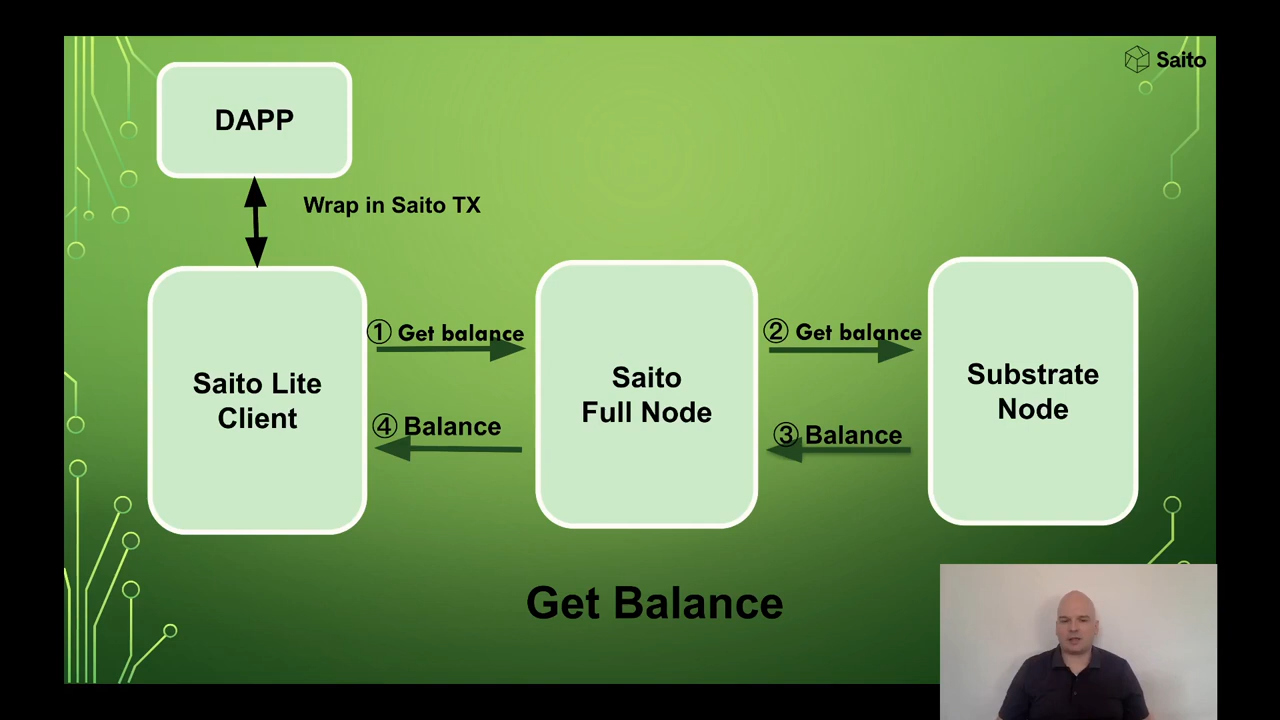 Saito
DAPP
Wrap in Saito TX
① Get balance
② Get balance
Saito Lite
Client
Saito
Full Node
Substrate
Node
④ Balance
③ Balance
Get Balance